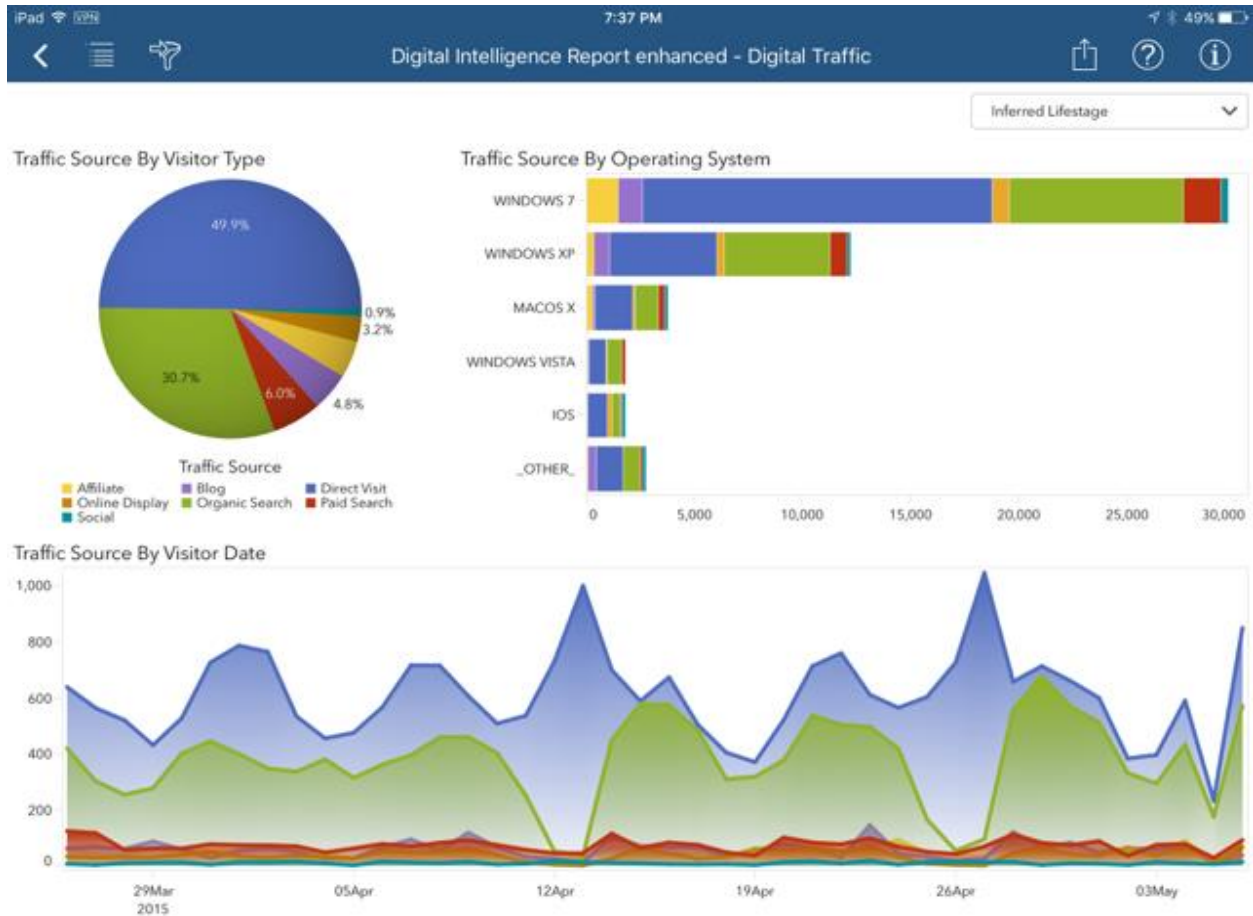 iPad VPN 7:37 PM 49%
Digital Intelligence Report enhanced - Digital Traffic
Inferred Lifestage
Traffic Source By Visitor Type
49.9%
0.9%
3.2%
30.7%
6.0%
4.8%
Traffic Source
Affiliate Blog Direct Visit
Online Display Organic Search Paid Search
Social
Traffic Source By Operating System
WINDOWS 7
WINDOWS XP
MACOS X
WINDOWS VISTA
IOS
_OTHER_
0 5,000 10,000 15,000 20,000 25,000 30,000
Traffic Source By Visitor Date
1,000
800
600
400
200
0
29Mar 05Apr 12Apr 19Apr 26Apr 03May
2015